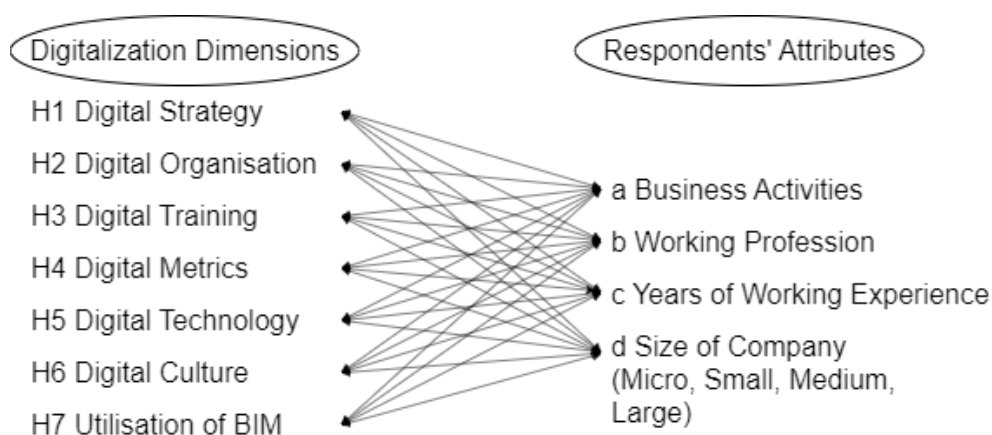 Digitalization Dimensions
H1 Digital Strategy
H2 Digital Organisation
H3 Digital Training
H4 Digital Metrics
H5 Digital Technology
H6 Digital Culture
H7 Utilisation of BIM
Respondents' Attributes
a Business Activities
b Working Profession
c Years of Working Experience
d Size of Company
(Micro, Small, Medium,
Large)